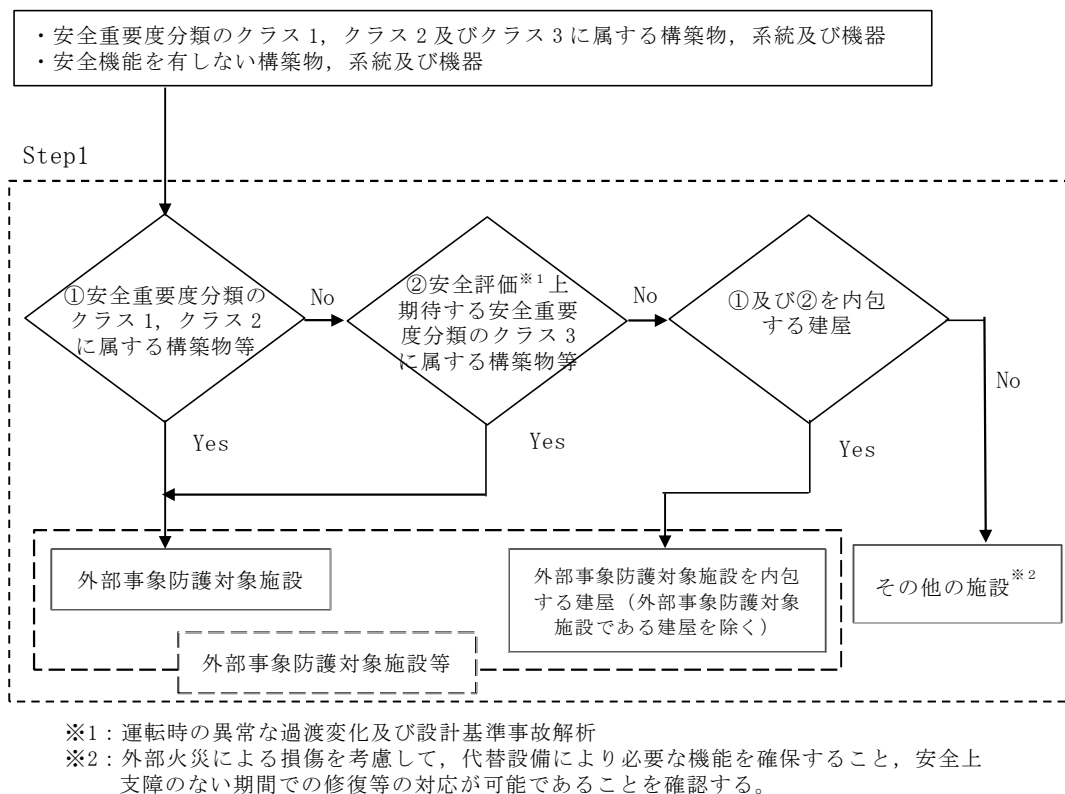 ・安全重要度分類のクラス1，クラス2及びクラス3に属する構築物，系統及び機器
・安全機能を有しない構築物，系統及び機器
Step1
①安全重要度分類の
クラス1，クラス2
に属する構築物等
No
②安全評価※1上
期待する安全重要
度分類のクラス3
に属する構築物等
No
①及び②を内包
する建屋
No
Yes
Yes
Yes
外部事象防護対象施設
外部事象防護対象施設を内包
する建屋（外部事象防護対象
施設である建屋を除く）
その他の施設※2
外部事象防護対象施設等
※1：運転時の異常な過渡変化及び設計基準事故解析
※2：外部火災による損傷を考慮して，代替設備により必要な機能を確保すること，安全上
支障のない期間での修復等の対応が可能であることを確認する。